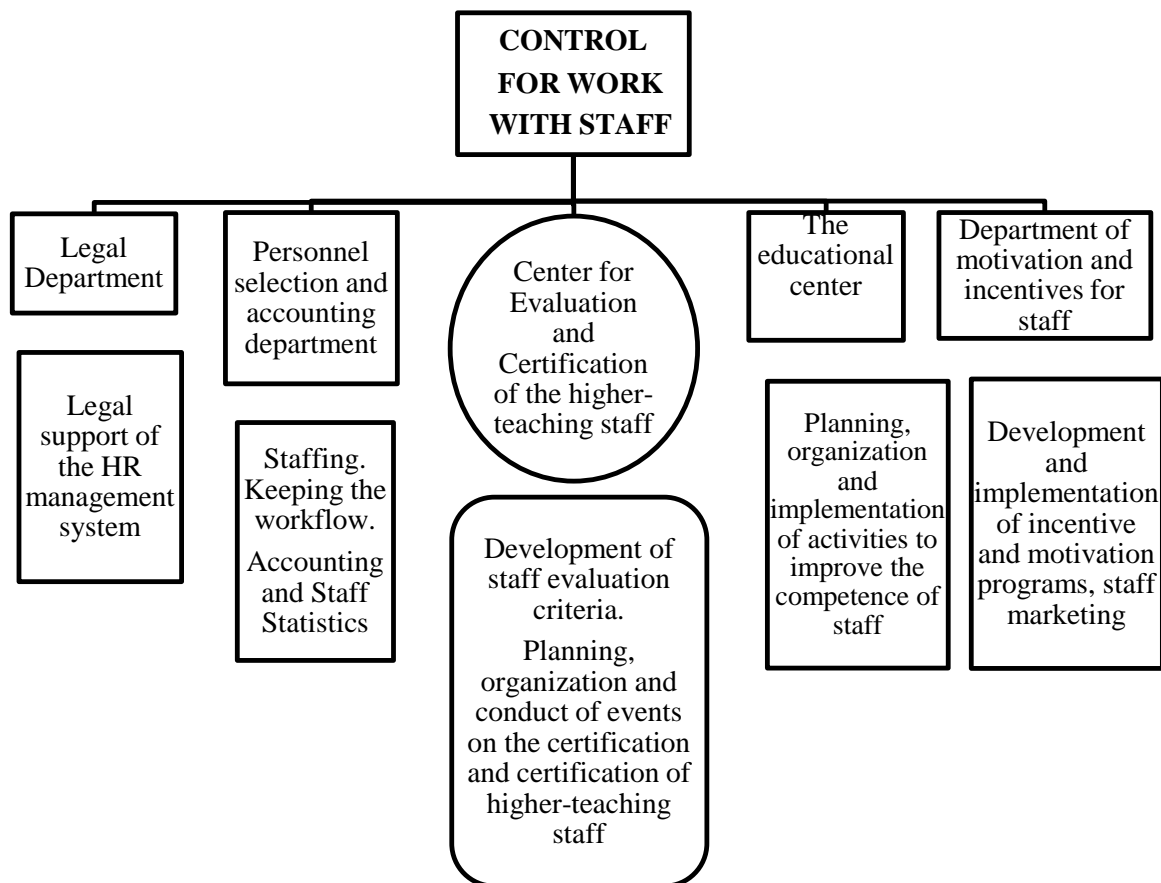 CONTROL
FOR WORK
WITH STAFF
Legal
Department
Personnel
selection and
accounting
department
Center for
Evaluation
and
Certification
of the higher-
teaching staff
The
educational
center
Department of
motivation and
incentives for
staff
Legal
support of
the HR
management
system
Staffing.
Keeping the
workflow.
Accounting
and Staff
Statistics
Development of
staff evaluation
criteria.
Planning,
organization and
conduct of events
on the certification
and certification of
higher-teaching
staff
Planning,
organization
and
implementation
of activities to
improve the
competence of
staff
Development
and
implementation
of incentive
and motivation
programs, staff
marketing